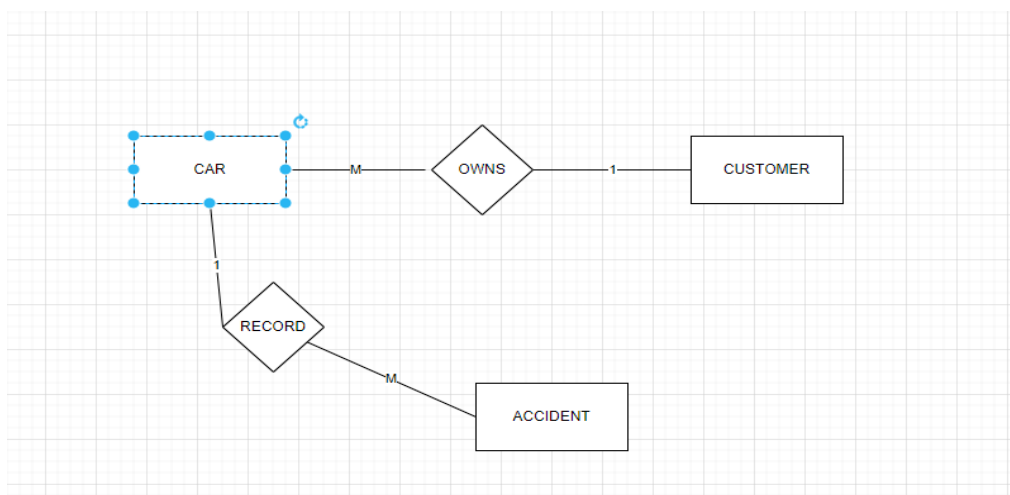 CAR
M
OWNS
1
CUSTOMER
1
RECORD
M
ACCIDENT